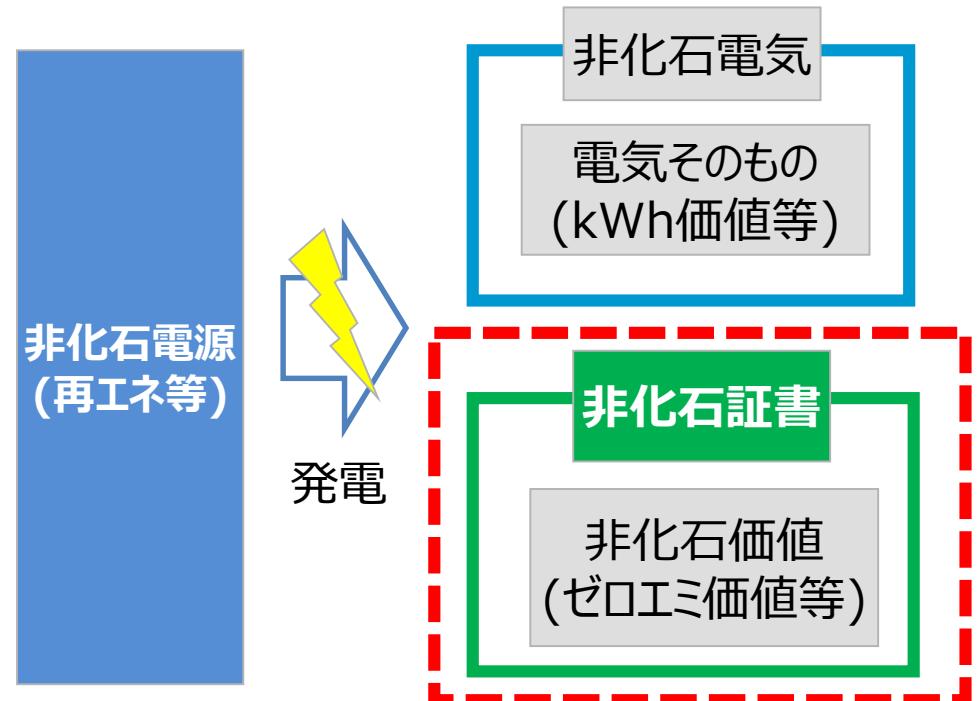 非化石電源
(再エネ等)
発電
非化石電気
電気そのもの
(kWh価値等)
非化石証書
非化石価値
(ゼロエミ価値等)